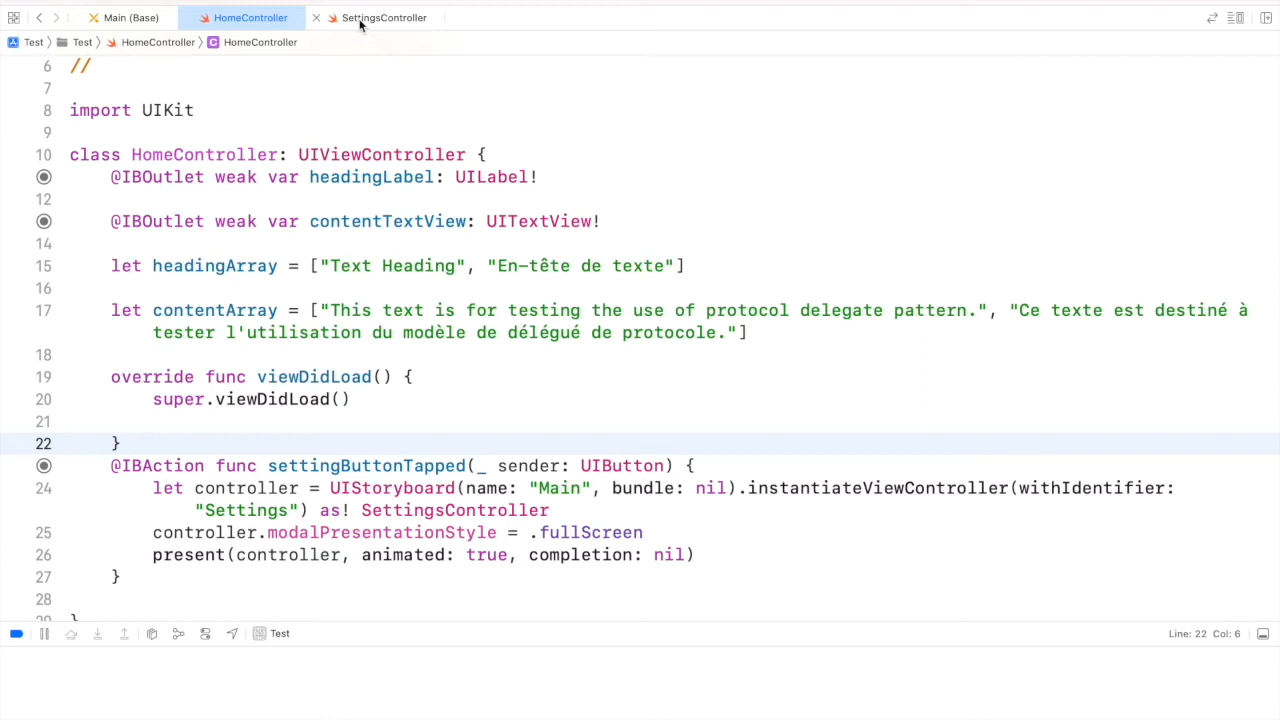 Main (Base) HomeController SettingsController
Test Test HomeController HomeController
6 //
7
8 import UIKit
9
10 class HomeController: UIViewController {
@IBOutlet weak var headingLabel: UILabel!
12
@IBOutlet weak var contentTextView: UITextView!
14
15 let headingArray = ["Text Heading", "En-tête de texte"]
16
17 let contentArray = ["This text is for testing the use of protocol delegate pattern.", "Ce texte est destiné à
tester l'utilisation du modèle de délégué de protocole."]
18
19 override func viewDidLoad() {
20 super.viewDidLoad()
21
22 }
@IBAction func settingButtonTapped(_ sender: UIButton) {
24 let controller = UIStoryboard(name: "Main", bundle: nil).instantiateViewController(withIdentifier:
"Settings") as! SettingsController
25 controller.modalPresentationStyle = .fullScreen
26 present(controller, animated: true, completion: nil)
27 }
28
29 }
Test Line: 22 Col: 6